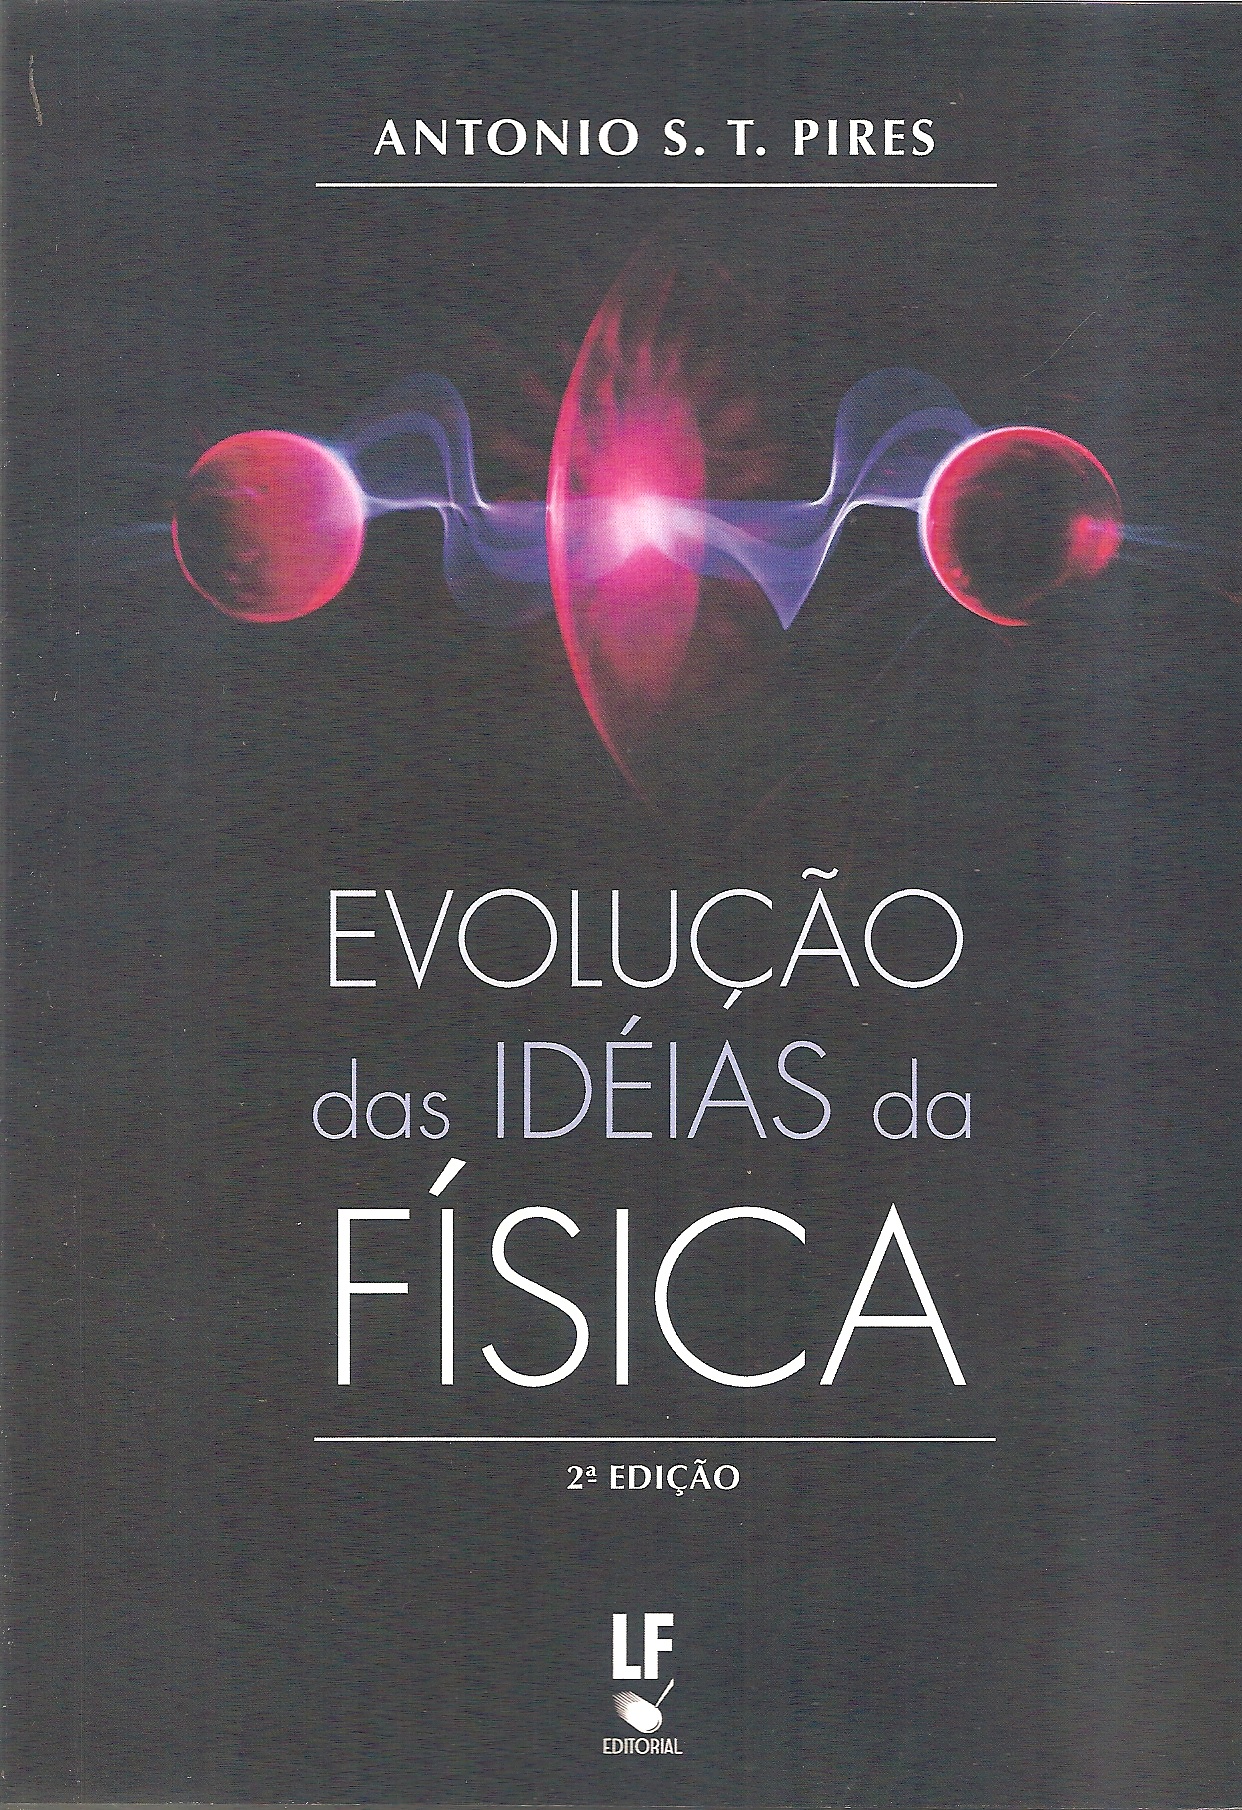 ANTONIO S. T. PIRES
EVOLUÇÃO
das IDÉIAS da
FÍSICA
2ª EDIÇÃO
LF
EDITORIAL